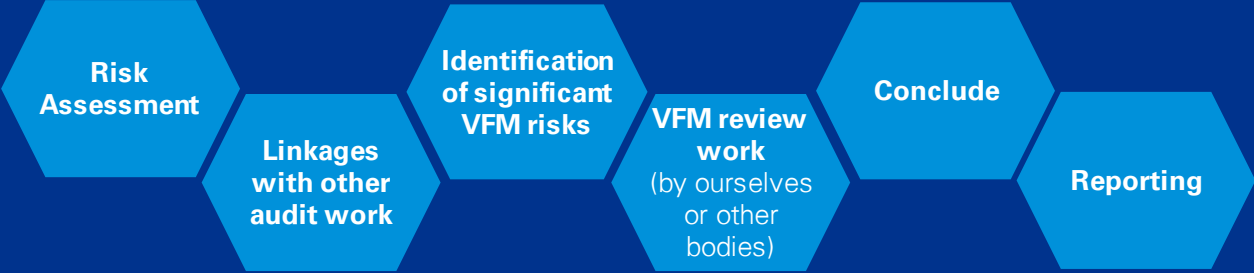 Risk
Assessment
Linkages
with other
audit work
Identification
of significant
VFM risks
VFM review
work
(by ourselves
or other
bodies)
Conclude
Reporting